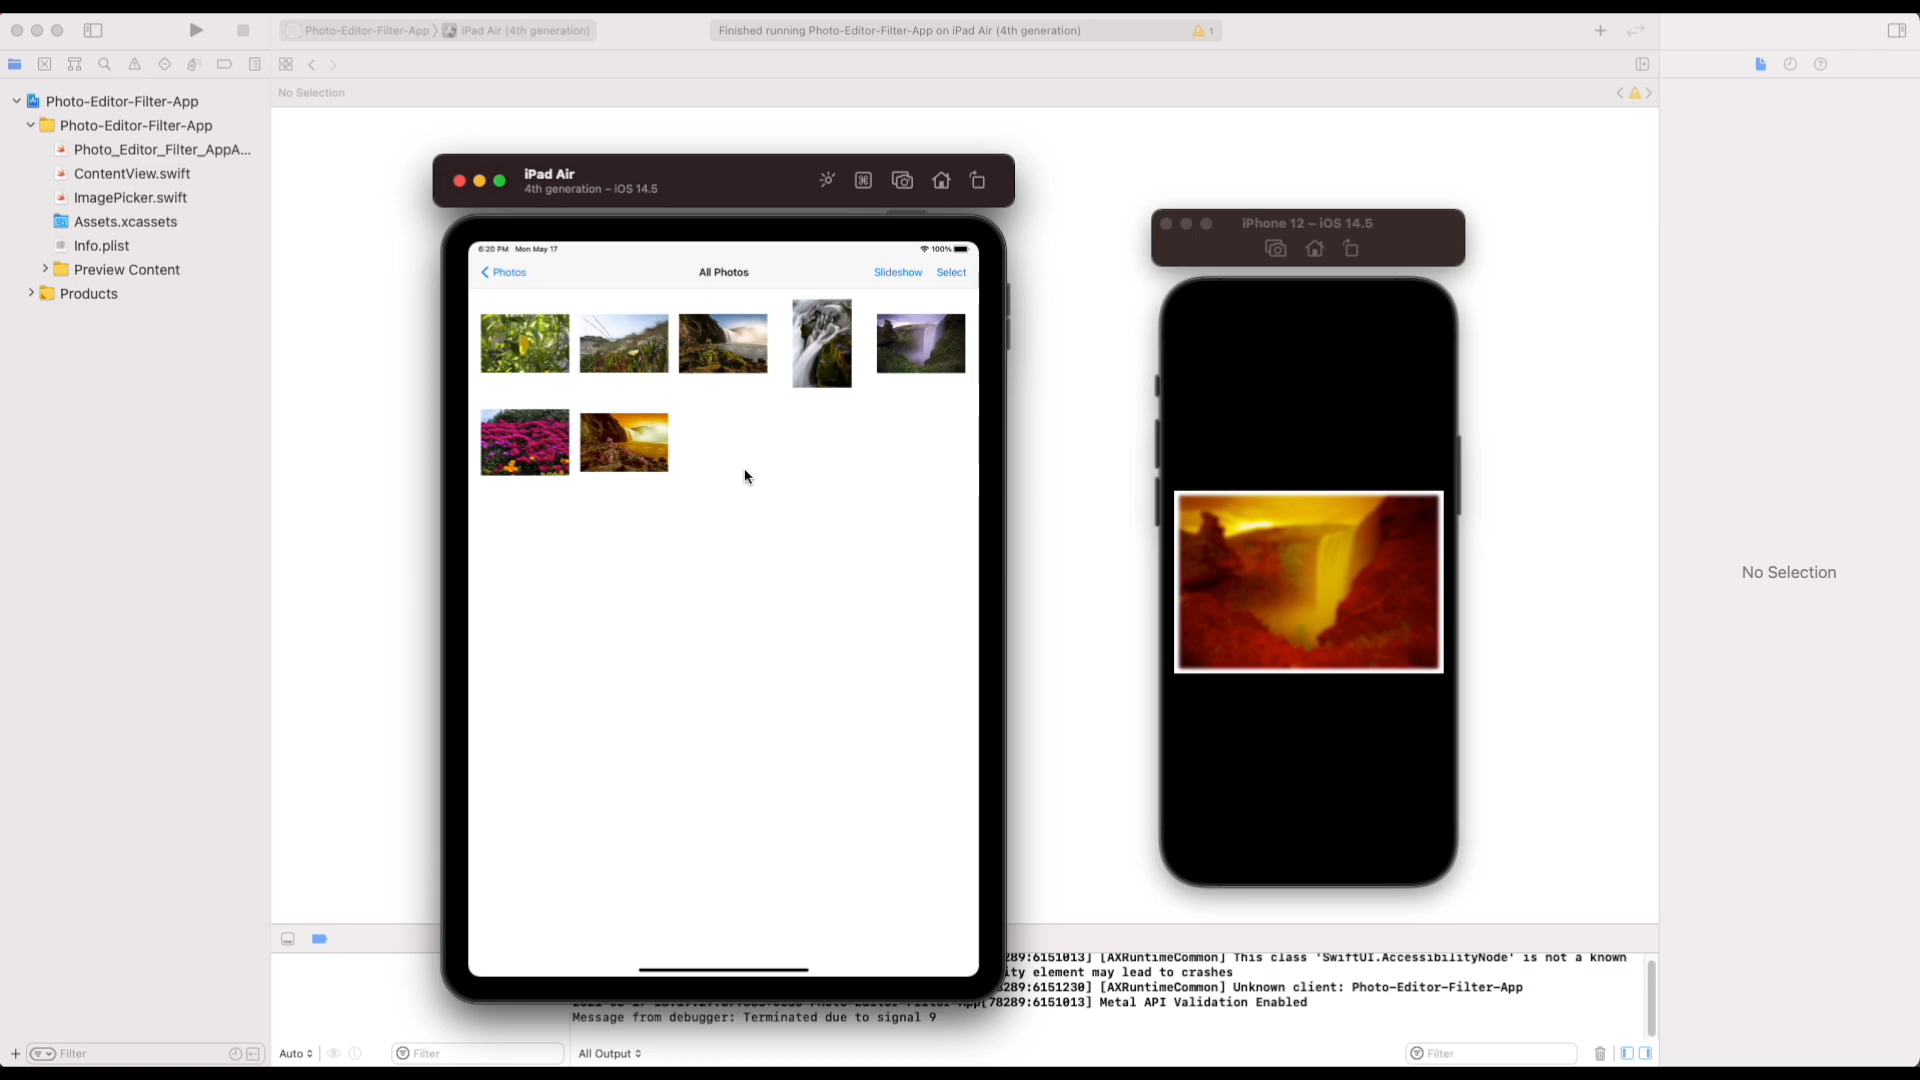 Photo-Editor-Filter-App
iPad Air (4th generation)
Finished running Photo-Editor-Filter-App on iPad Air (4th generation)
1
No Selection
Photo-Editor-Filter-App
Photo-Editor-Filter-App
Photo_Editor_Filter_AppA...
ContentView.swift
ImagePicker.swift
Assets.xcassets
Info.plist
Preview Content
Products
iPad Air
4th generation – iOS 14.5
6:20 PM Mon May 17
100%
Photos
All Photos
Slideshow
Select
iPhone 12 – iOS 14.5
No Selection
289:6151013] [AXRuntimeCommon] This class 'SwiftUI.AccessibilityNode' is not a known
ity element may lead to crashes
289:6151230] [AXRuntimeCommon] Unknown client: Photo-Editor-Filter-App
[78289:6151013] Metal API Validation Enabled
Message from debugger: Terminated due to signal 9
Filter
Auto
Filter
All Output
Filter